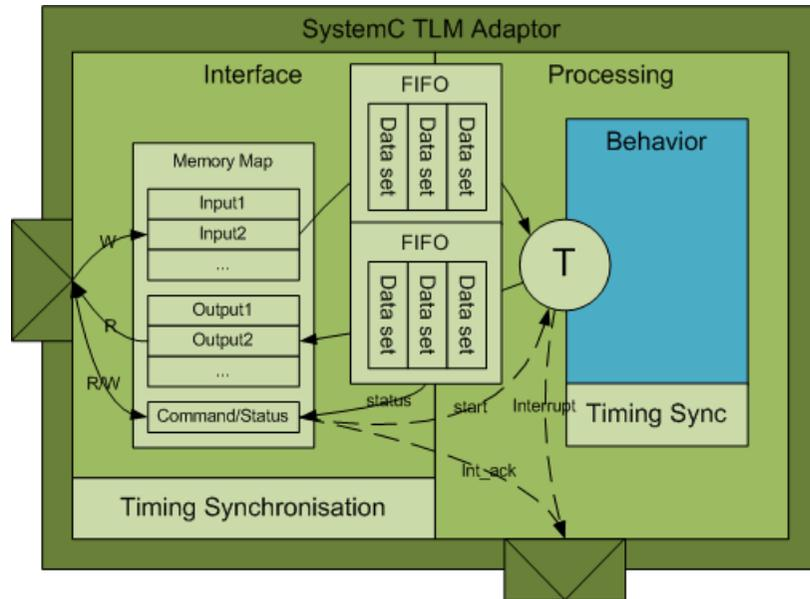 SystemC TLM Adaptor
Interface
Processing
FIFO
Data set
Data set
Data set
Behavior
Memory Map
Input1
Input2
...
W
FIFO
Data set
Data set
Data set
T
Output1
Output2
...
R
R/W
Command/Status
status
start
Interrupt
Timing Sync
Int_ack
Timing Synchronisation